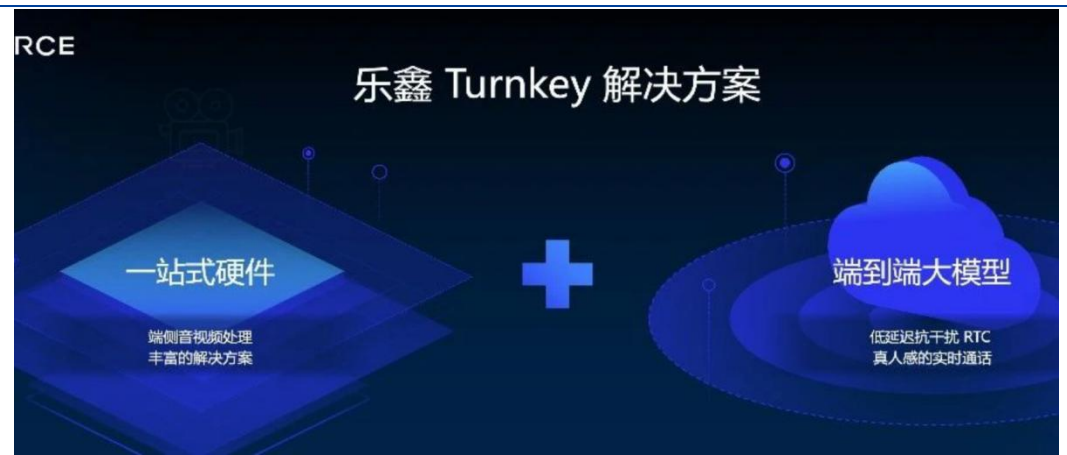 RCE
乐鑫 Turnkey 解决方案
一站式硬件
端侧音视频处理
丰富的解决方案
端到端大模型
低延迟抗干扰 RTC
真人感的实时通话